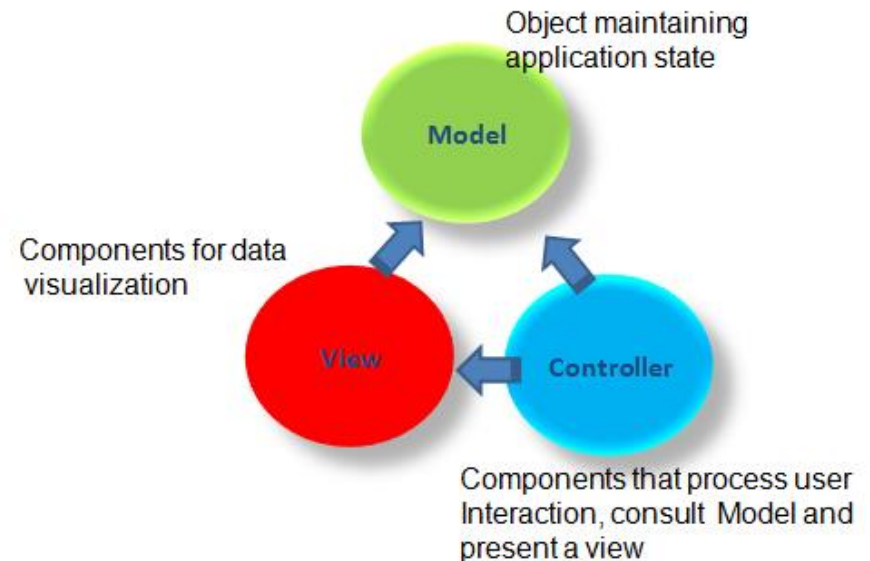 Object maintaining
application state
Model
Components for data
visualization
View
Controller
Components that process user
Interaction, consult Model and
present a view